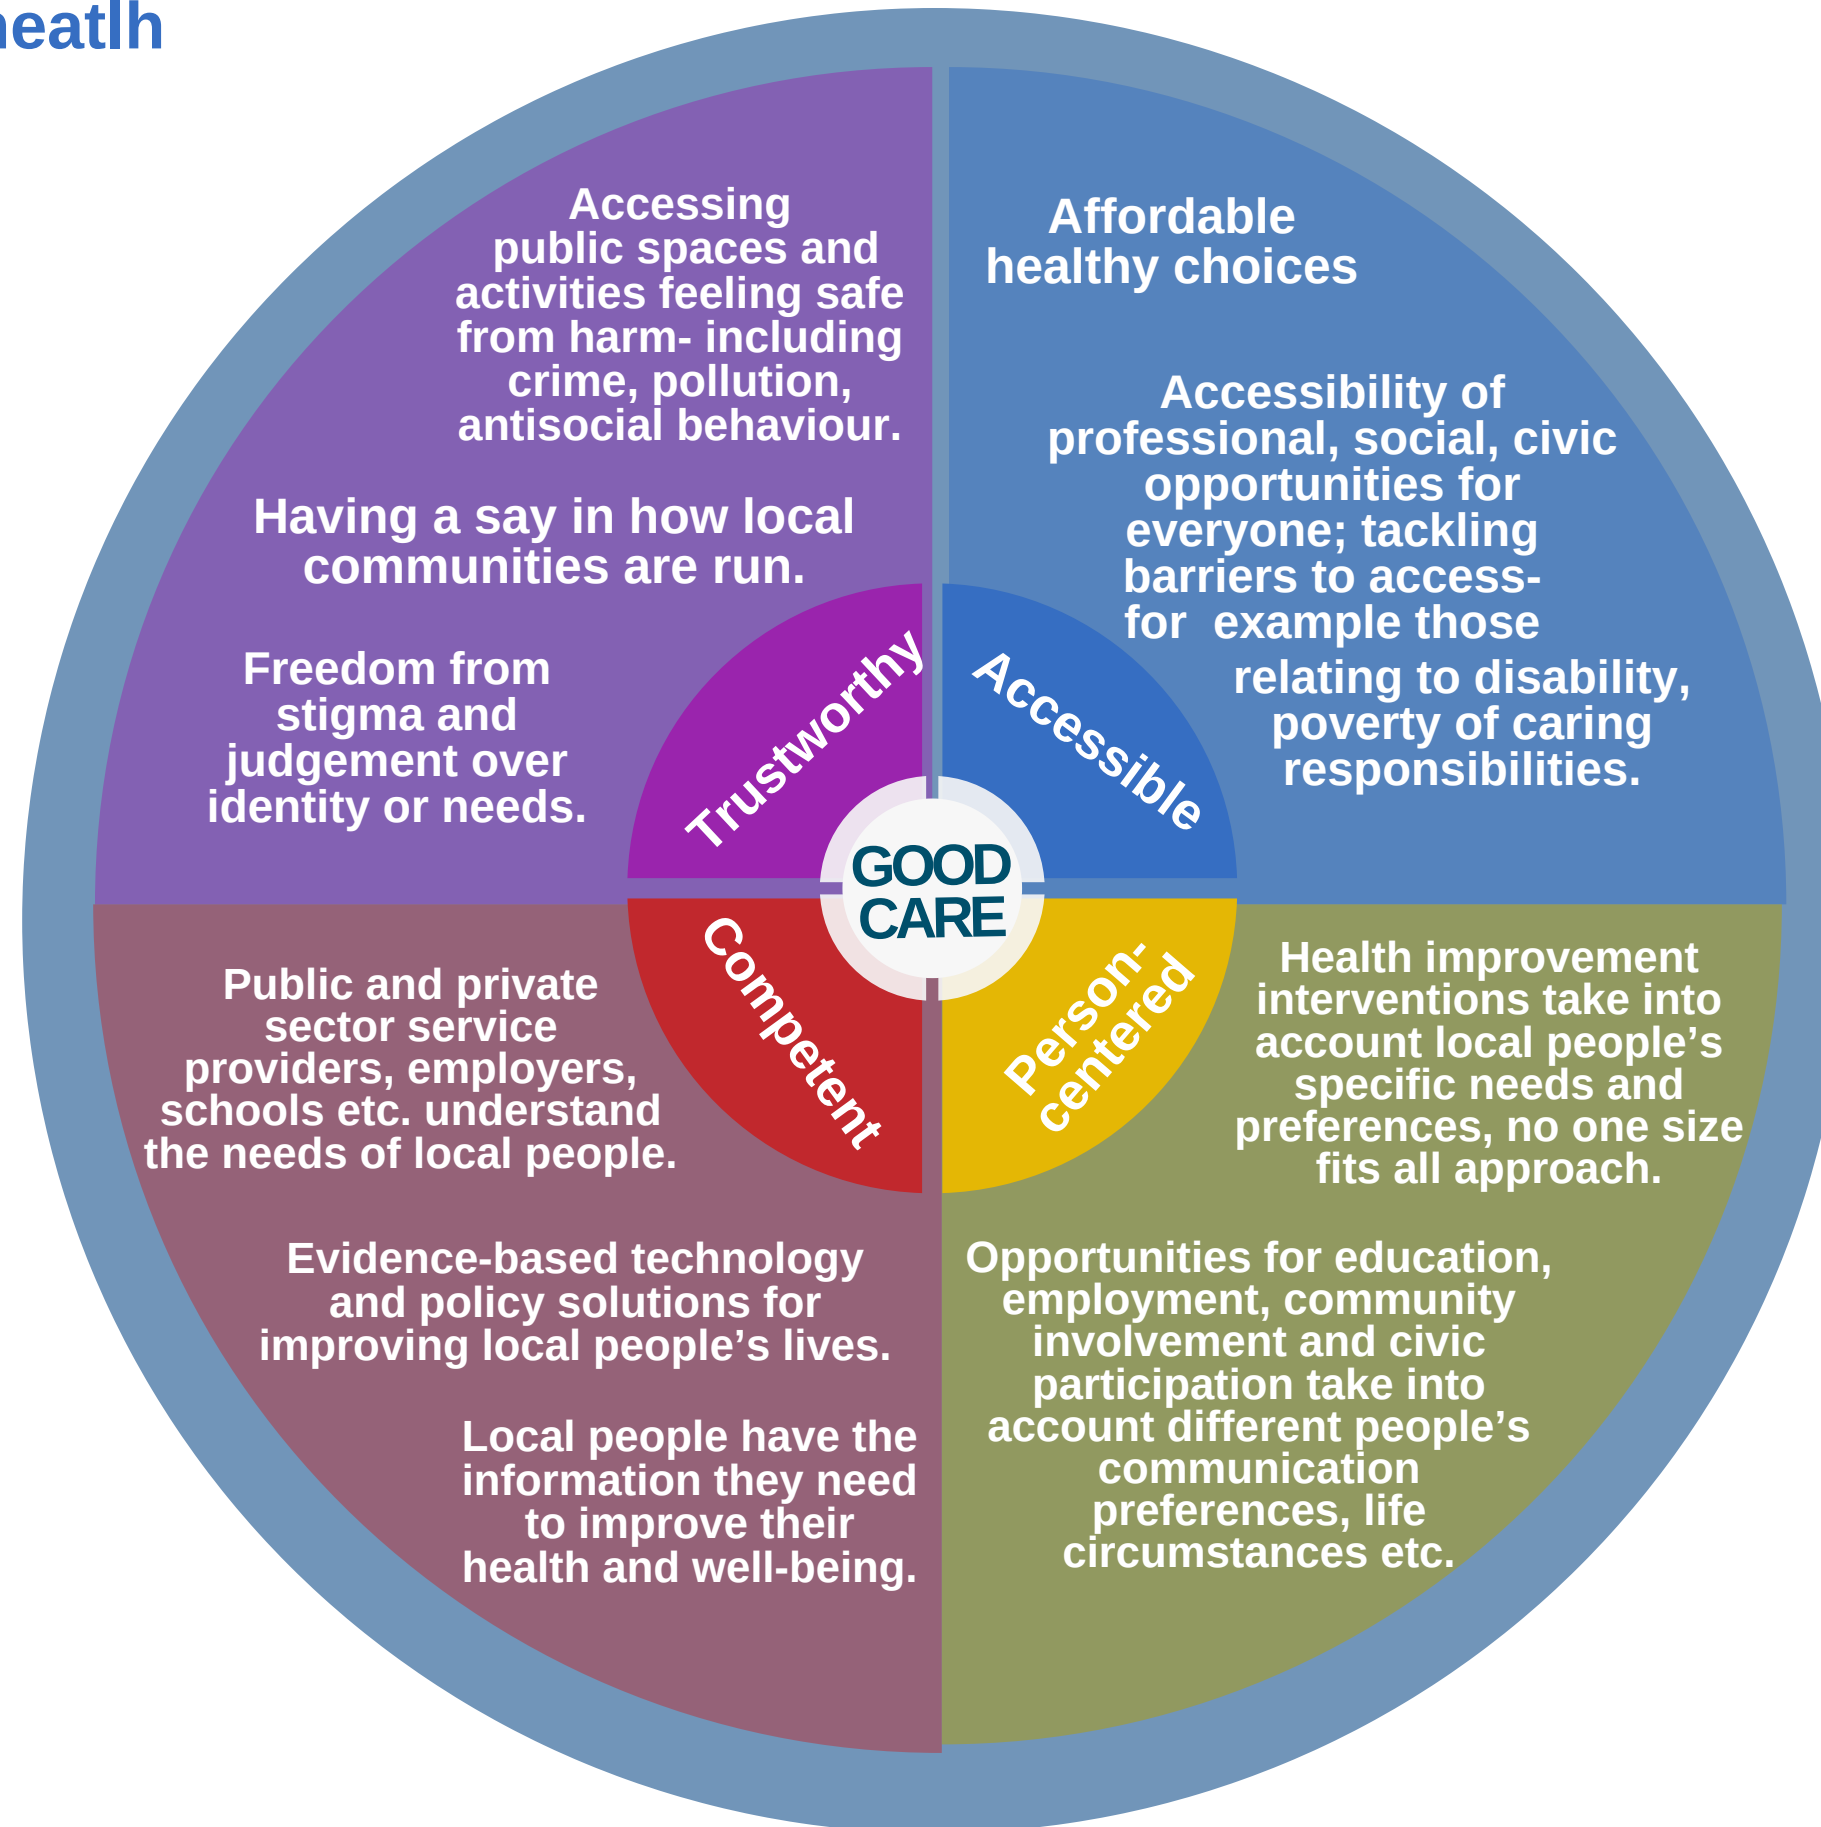 heatlh
Accessing
public spaces and
activities feeling safe
from harm- including
crime, pollution,
antisocial behaviour.
Having a say in how local
communities are run.
Freedom from
stigma and
judgement over
identity or needs.
Affordable
healthy choices
Accessibility of
professional, social, civic
opportunities for
everyone; tackling
barriers to access-
for  example those
relating to disability,
poverty of caring
responsibilities.
Trustworthy
Accessible
GOOD
CARE
Competent
Person-
centered
Public and private
sector service
providers, employers,
schools etc. understand
the needs of local people.
Evidence-based technology
and policy solutions for
improving local people’s lives.
Local people have the
information they need
to improve their
health and well-being.
Health improvement
interventions take into
account local people’s
specific needs and
preferences, no one size
fits all approach.
Opportunities for education,
employment, community
involvement and civic
participation take into
account different people’s
communication
preferences, life
circumstances etc.